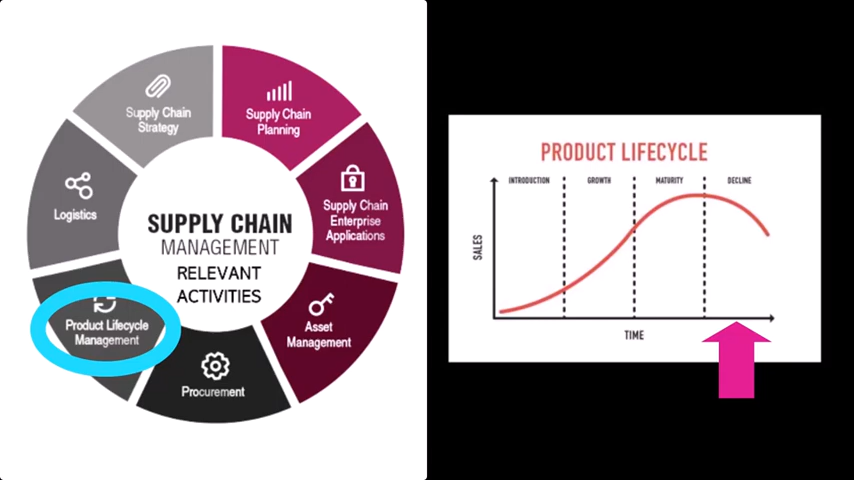 Supply Chain
Strategy
Supply Chain
Planning
Supply Chain
Enterprise
Applications
Asset
Management
Procurement
Product Lifecycle
Management
Logistics
SUPPLY CHAIN
MANAGEMENT
RELEVANT
ACTIVITIES
PRODUCT LIFECYCLE
INTRODUCTION
GROWTH
MATURITY
DECLINE
SALES
TIME